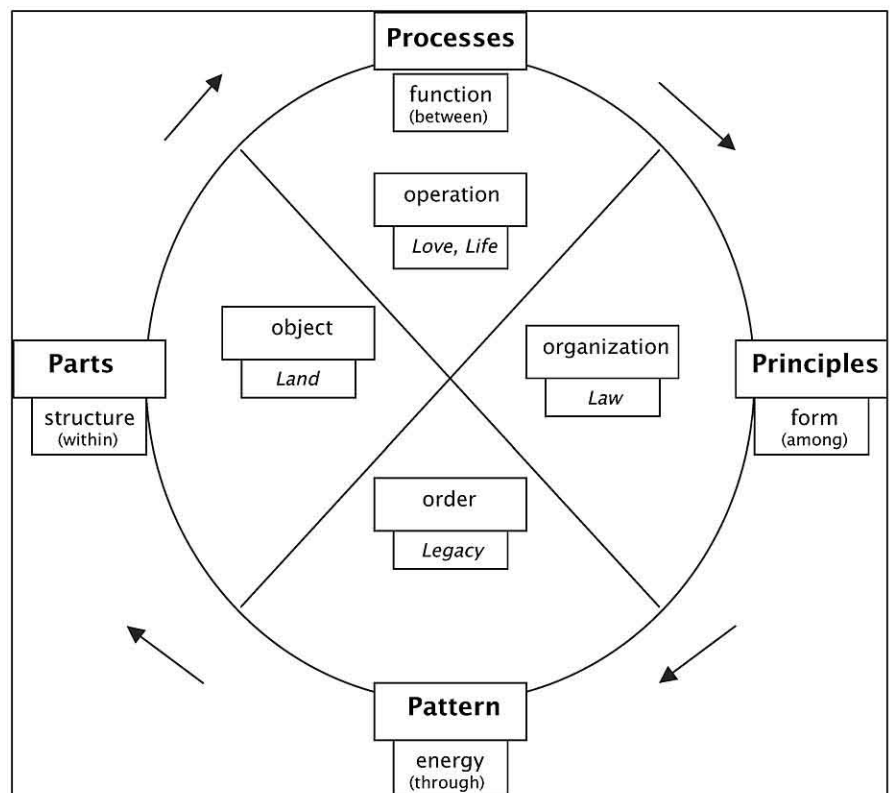 Processes
function
(between)
operation
Love, Life
object
Land
organization
Law
Parts
structure
(within)
Principles
form
(among)
order
Legacy
Pattern
energy
(through)